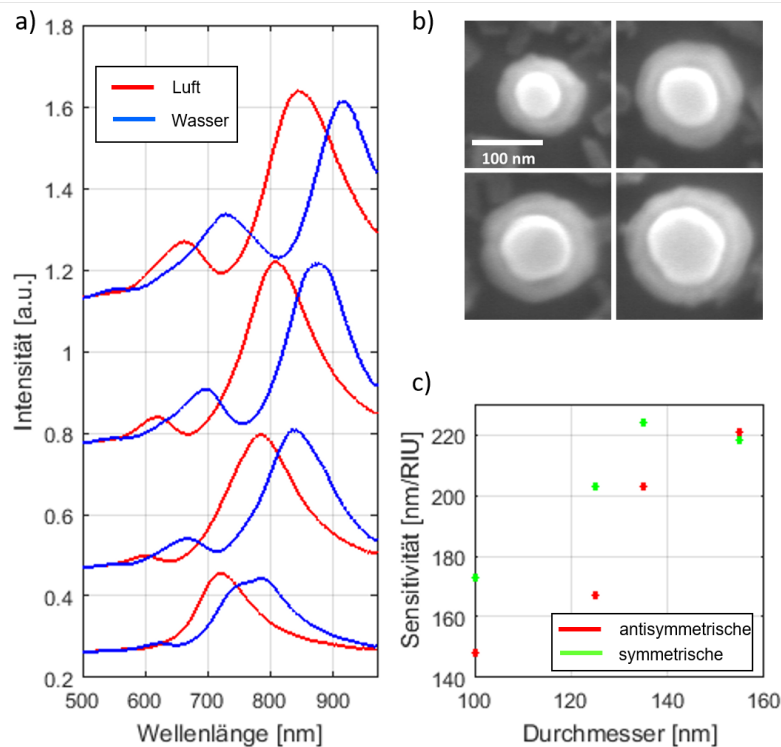 a)
1.8
1.6
1.4
1.2
1
0.8
0.6
0.4
0.2
Intensität [a.u.]
Luft
Wasser
500 600 700 800 900
Wellenlänge [nm]
b)
100 nm
c)
220
200
180
160
140
Sensitivität [nm/RIU]
antisymmetrische
symmetrische
100 120 140 160
Durchmesser [nm]